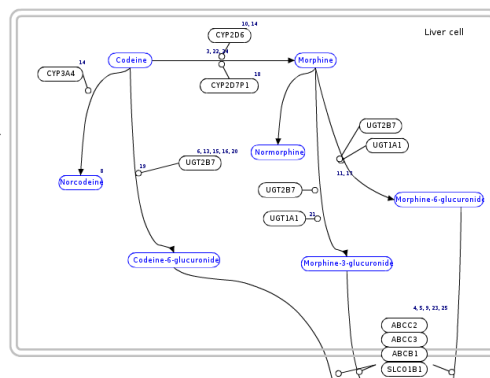 10, 14
CYP2D6
Liver cell
3, 22, 24
14
Codeine
Morphine
CYP3A4
18
CYP2D7P1
UGT2B7
6, 13, 15, 16, 20
Normorphine
UGT1A1
19
UGT2B7
8
11, 17
Norcodeine
UGT2B7
Morphine-6-glucuronide
21
UGT1A1
Codeine-6-glucuronide
Morphine-3-glucuronide
4, 5, 9, 23, 25
ABCC2
ABCC3
ABCB1
SLCO1B1